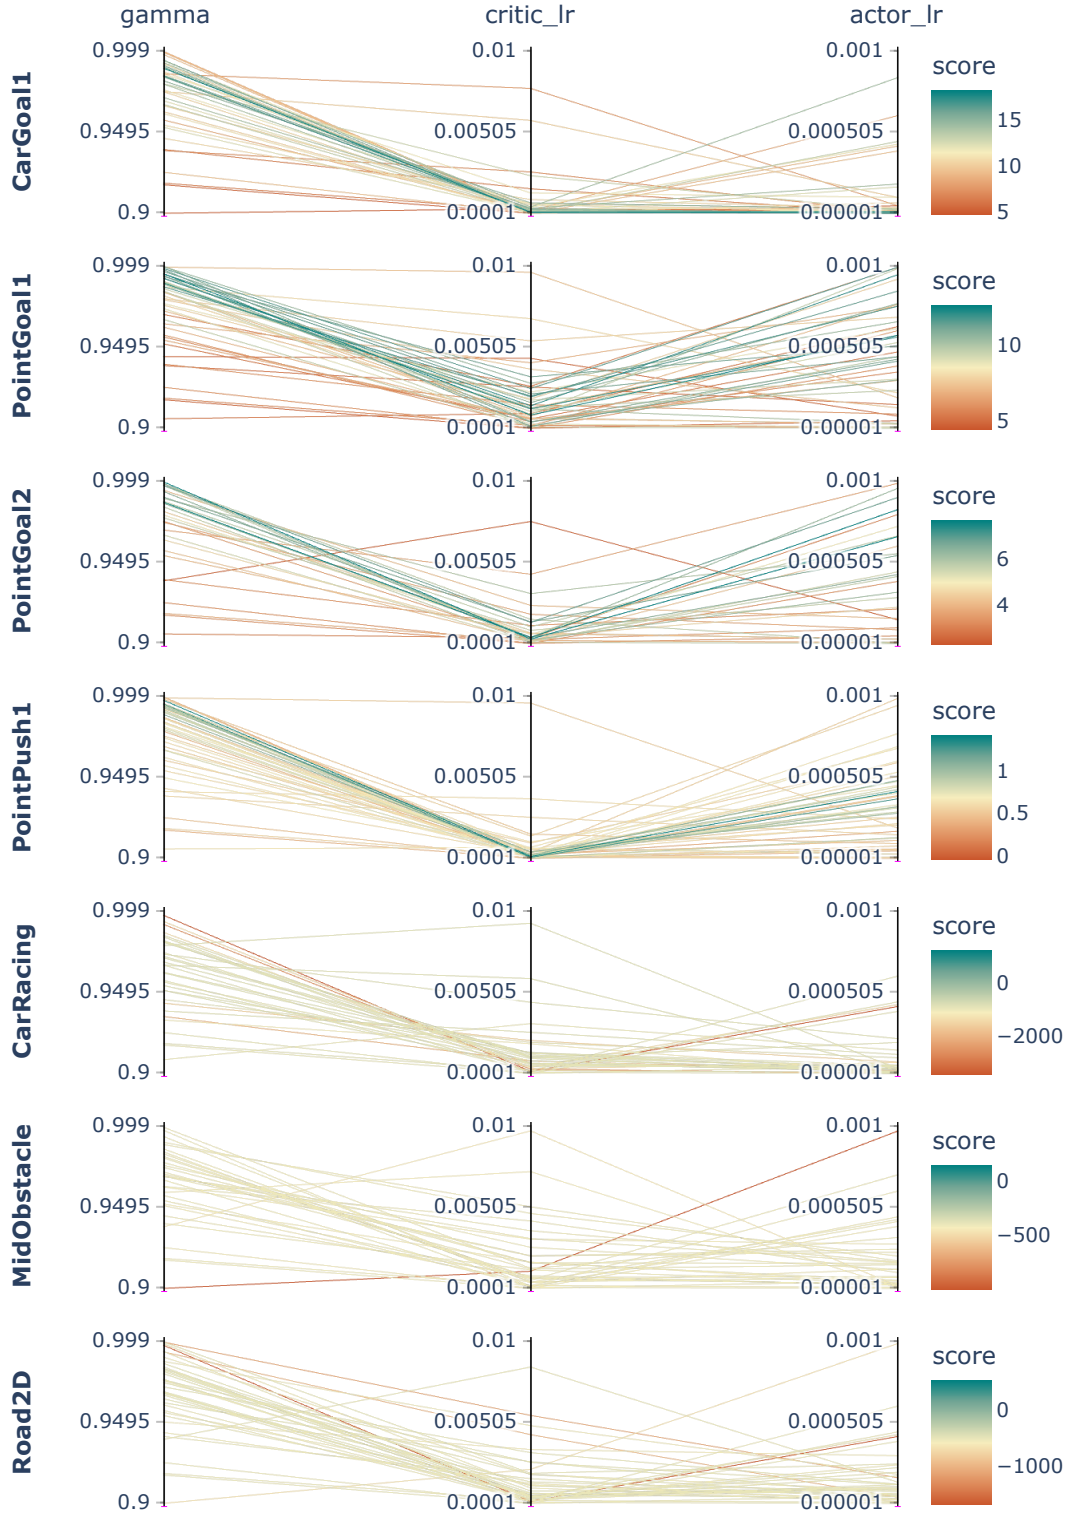 gamma critic_lr actor_lr
CarGoal1
0.999 0.01 0.001
0.9495 0.00505 0.000505
0.9 0.0001 0.00001
score
15
10
5
PointGoal1
0.999 0.01 0.001
0.9495 0.00505 0.000505
0.9 0.0001 0.00001
score
10
5
PointGoal2
0.999 0.01 0.001
0.9495 0.00505 0.000505
0.9 0.0001 0.00001
score
6
4
PointPush1
0.999 0.01 0.001
0.9495 0.00505 0.000505
0.9 0.0001 0.00001
score
1
0.5
0
CarRacing
0.999 0.01 0.001
0.9495 0.00505 0.000505
0.9 0.0001 0.00001
score
0
−2000
MidObstacle
0.999 0.01 0.001
0.9495 0.00505 0.000505
0.9 0.0001 0.00001
score
0
−500
Road2D
0.999 0.01 0.001
0.9495 0.00505 0.000505
0.9 0.0001 0.00001
score
0
−1000